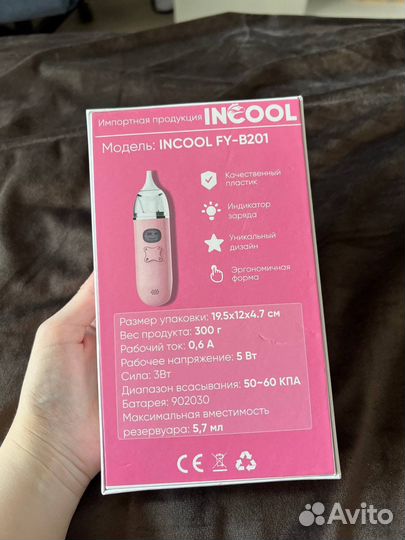 Импортная продукция INCOOL
Модель: INCOOL FY-B201
Качественный
пластик
Индикатор
заряда
Уникальный
дизайн
Эргономичная
форма
Размер упаковки: 19.5x12x4.7 см
Вес продукта: 300 г
Рабочий ток: 0,6 А
Рабочее напряжение: 5 Вт
Сила: 3Вт
Диапазон всасывания: 50~60 КПА
Батарея: 902030
Максимальная вместимость
резервуара: 5,7 мл
CE
Avito